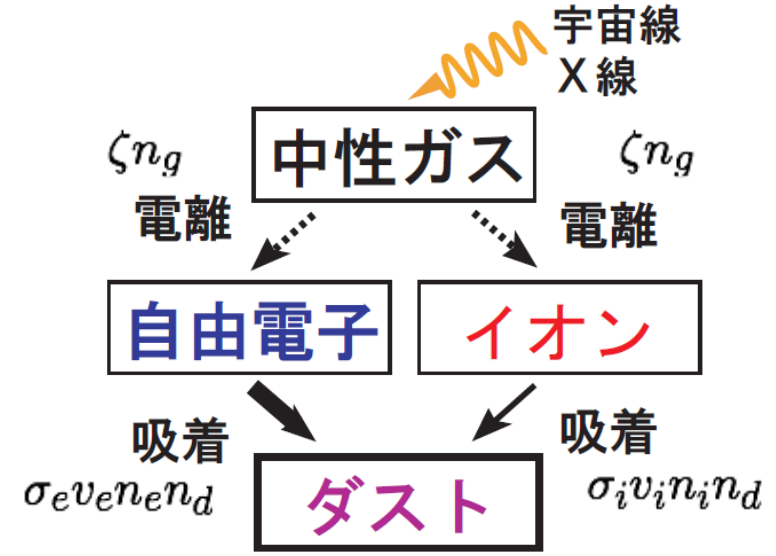 宇宙線
X線
中性ガス
ζn_g
ζn_g
電離
電離
自由電子
イオン
吸着
吸着
σ_e v_e n_e n_d
σ_i v_i n_i n_d
ダスト